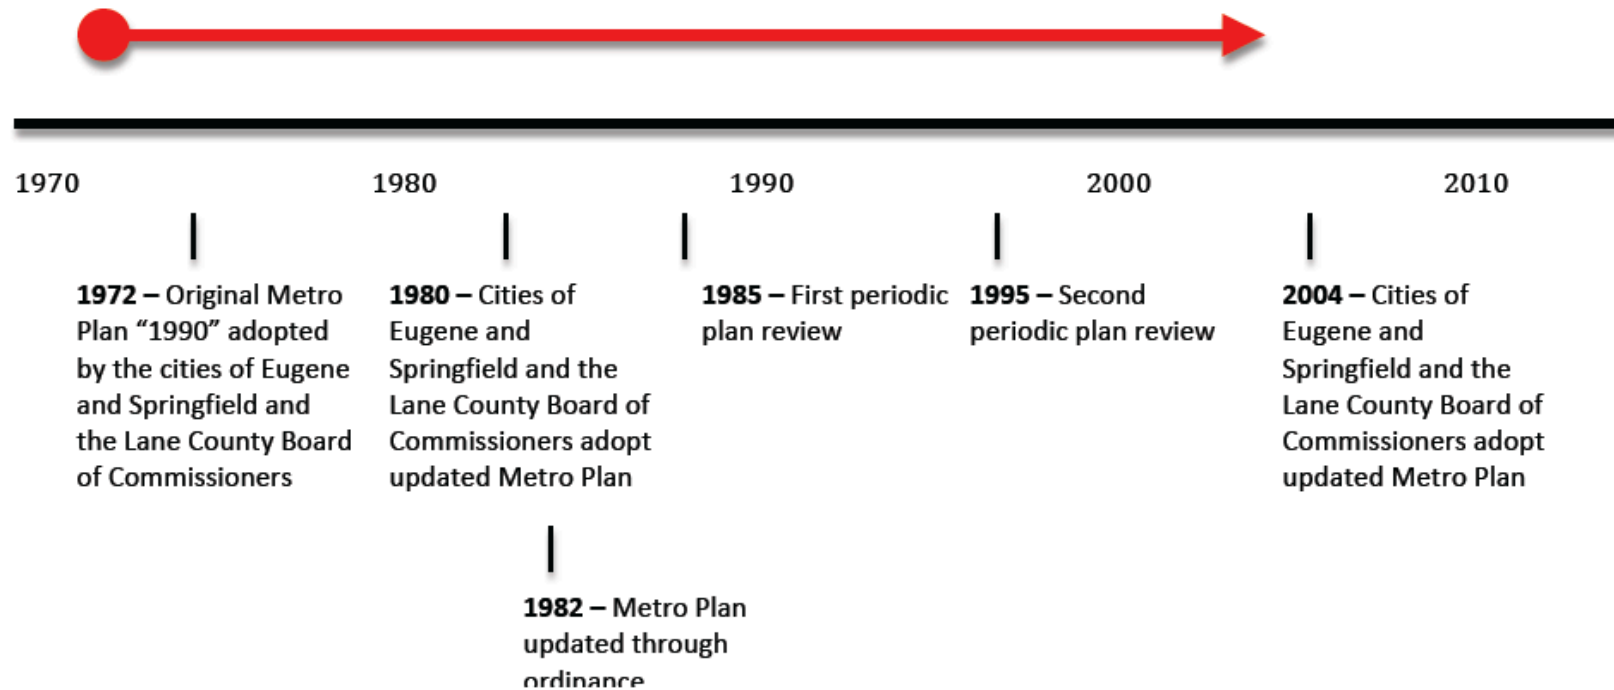 1970 1980 1990 2000 2010
1972 – Original Metro
Plan “1990” adopted
by the cities of Eugene
and Springfield and
the Lane County Board
of Commissioners
1980 – Cities of
Eugene and
Springfield and the
Lane County Board of
Commissioners adopt
updated Metro Plan
1982 – Metro Plan
updated through
ordinance
1985 – First periodic
plan review
1995 – Second
periodic plan review
2004 – Cities of
Eugene and
Springfield and the
Lane County Board of
Commissioners adopt
updated Metro Plan